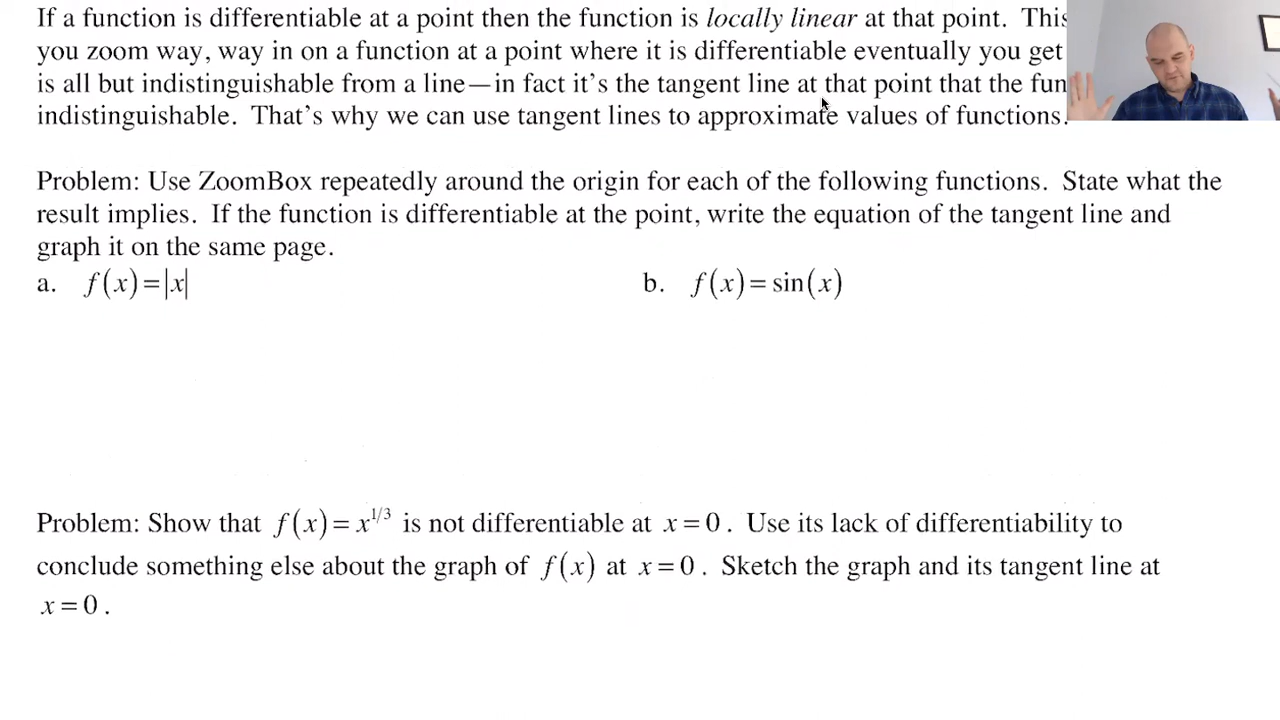 If a function is differentiable at a point then the function is locally linear at that point. This
you zoom way, way in on a function at a point where it is differentiable eventually you get
is all but indistinguishable from a line—in fact it's the tangent line at that point that the
indistinguishable. That's why we can use tangent lines to approximate values of functions.
Problem: Use ZoomBox repeatedly around the origin for each of the following functions. State what the
result implies. If the function is differentiable at the point, write the equation of the tangent line and
graph it on the same page.
a. f(x)=|x| b. f(x)=sin(x)
Problem: Show that f(x)=x^{1/3} is not differentiable at x=0. Use its lack of differentiability to
conclude something else about the graph of f(x) at x=0. Sketch the graph and its tangent line at
x=0.